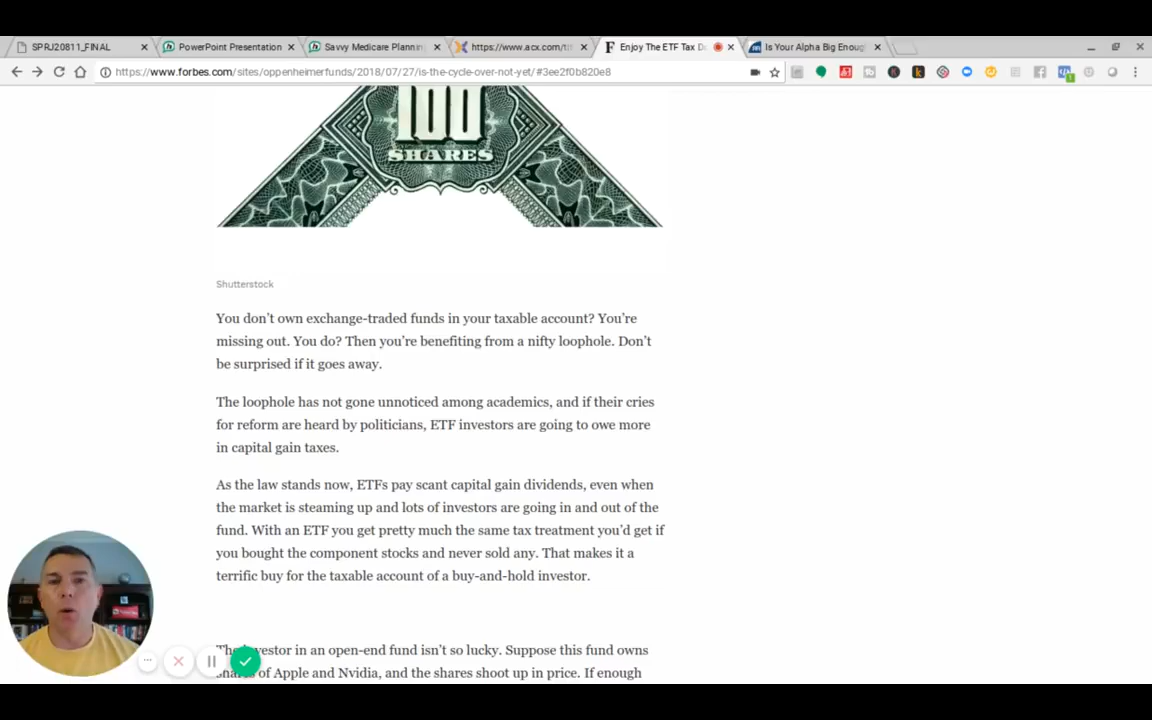 SPRJ20811_FINAL
PowerPoint Presentation
Savvy Medicare Plannin
https://www.acx.com/tr
Enjoy The ETF Tax D
Is Your Alpha Big Enoug
https://www.forbes.com/sites/oppenheimerfunds/2018/07/27/is-the-cycle-over-not-yet/#3ee2f0b820e8
100
SHARES
Shutterstock
You don't own exchange-traded funds in your taxable account? You're
missing out. You do? Then you're benefiting from a nifty loophole. Don't
be surprised if it goes away.
The loophole has not gone unnoticed among academics, and if their cries
for reform are heard by politicians, ETF investors are going to owe more
in capital gain taxes.
As the law stands now, ETFs pay scant capital gain dividends, even when
the market is steaming up and lots of investors are going in and out of the
fund. With an ETF you get pretty much the same tax treatment you'd get if
you bought the component stocks and never sold any. That makes it a
terrific buy for the taxable account of a buy-and-hold investor.
The investor in an open-end fund isn't so lucky. Suppose this fund owns
shares of Apple and Nvidia, and the shares shoot up in price. If enough